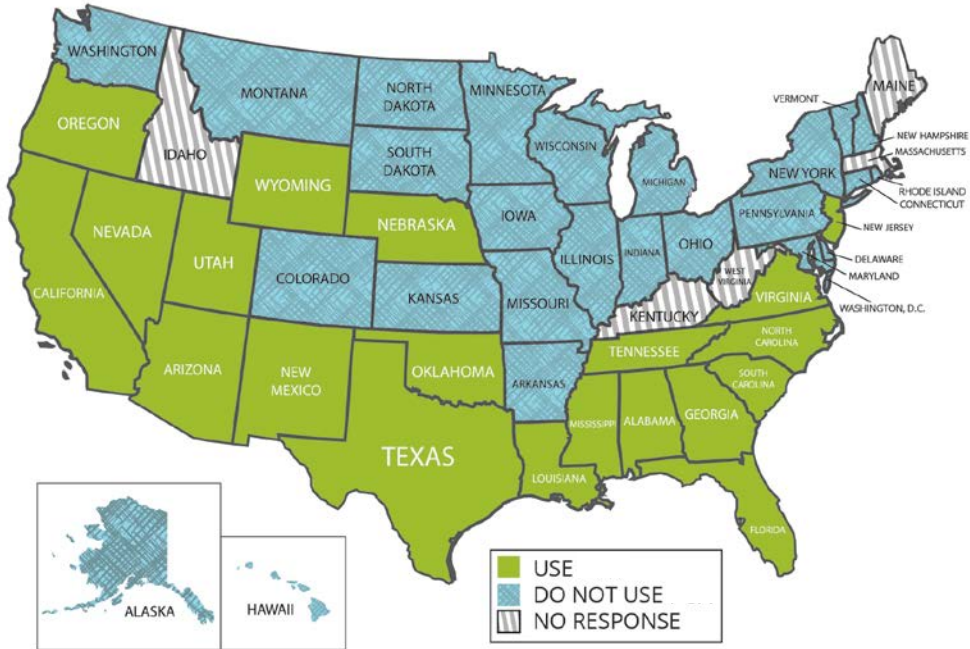 WASHINGTON
MONTANA
NORTH
DAKOTA
MINNESOTA
MAINE
VERMONT
OREGON
IDAHO
SOUTH
DAKOTA
WISCONSIN
MICHIGAN
NEW YORK
NEW HAMPSHIRE
MASSACHUSETTS
WYOMING
RHODE ISLAND
CONNECTICUT
NEBRASKA
IOWA
PENNSYLVANIA
NEW JERSEY
NEVADA
UTAH
COLORADO
ILLINOIS
INDIANA
OHIO
DELAWARE
MARYLAND
CALIFORNIA
KANSAS
MISSOURI
WEST
VIRGINIA
VIRGINIA
WASHINGTON, D.C.
KENTUCKY
NORTH
CAROLINA
TENNESSEE
ARIZONA
NEW
MEXICO
OKLAHOMA
ARKANSAS
SOUTH
CAROLINA
MISSISSIPPI
ALABAMA
GEORGIA
TEXAS
LOUISIANA
FLORIDA
ALASKA
HAWAII
USE
DO NOT USE
NO RESPONSE